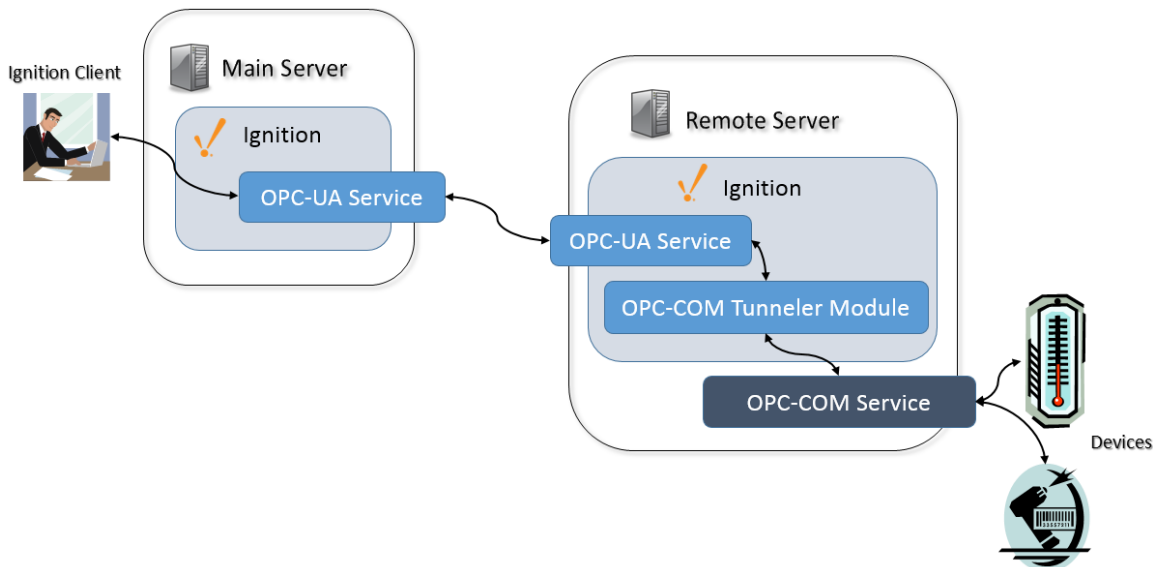 Main Server
Ignition Client
Ignition
OPC-UA Service
Remote Server
Ignition
OPC-UA Service
OPC-COM Tunneler Module
OPC-COM Service
Devices